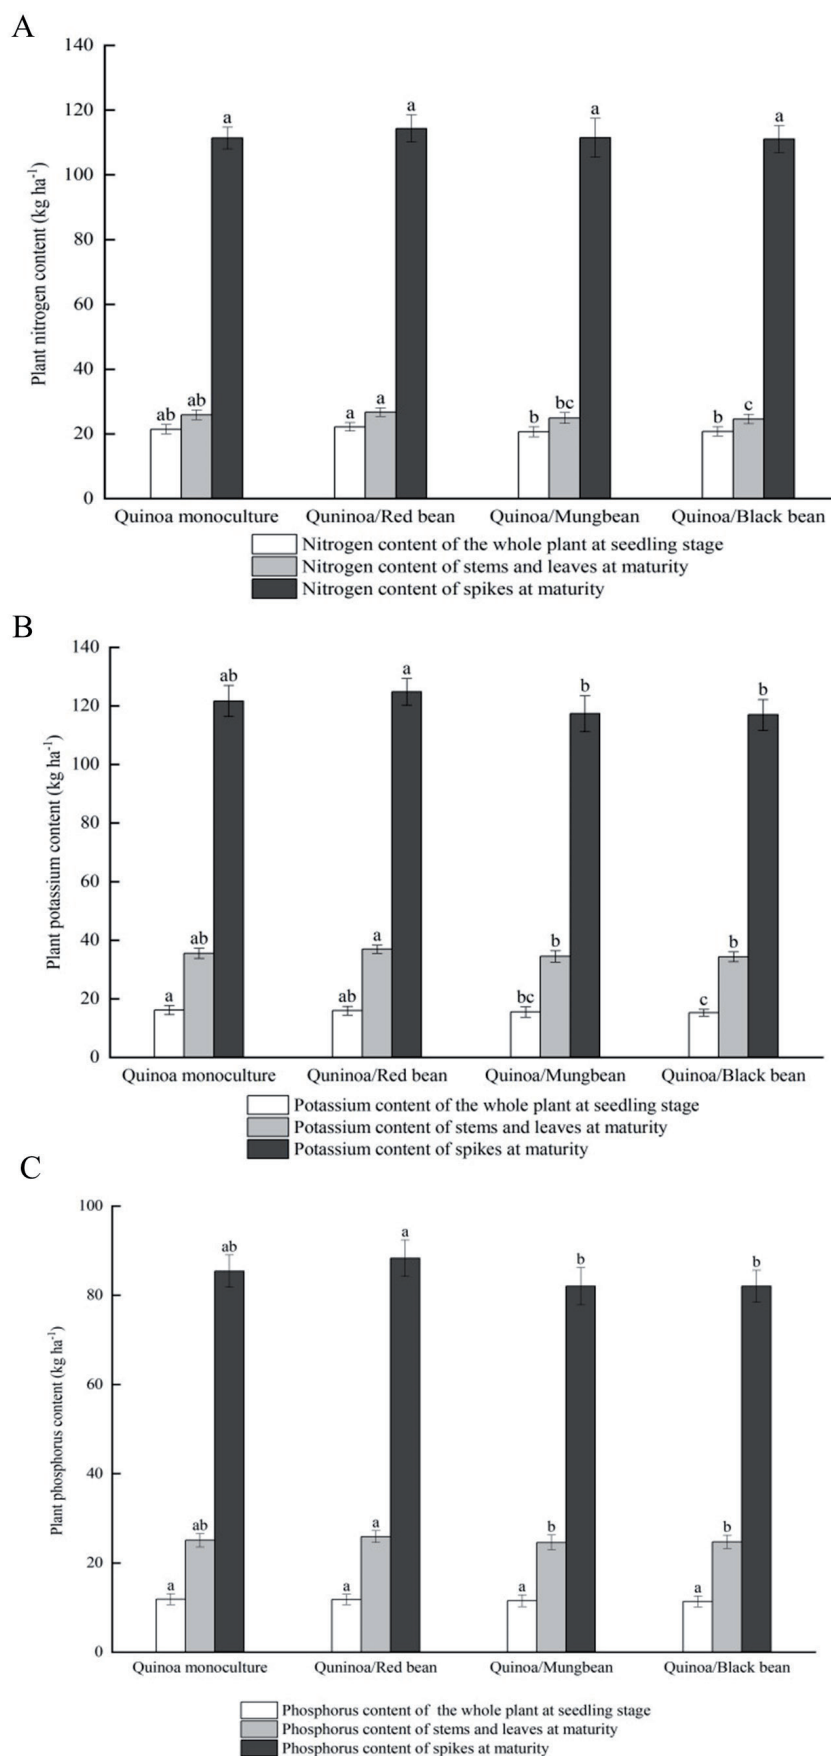 A
140
120
100
80
60
40
20
0
Plant nitrogen content (kg ha-1)
a a a a
ab ab a a b bc b c
Quinoa monoculture Quninoa/Red bean Quinoa/Mungbean Quinoa/Black bean
Nitrogen content of the whole plant at seedling stage
Nitrogen content of stems and leaves at maturity
Nitrogen content of spikes at maturity
B
140
120
100
80
60
40
20
0
Plant potassium content (kg ha-1)
ab a b b
ab a b b
a ab bc c
Quinoa monoculture Quninoa/Red bean Quinoa/Mungbean Quinoa/Black bean
Potassium content of the whole plant at seedling stage
Potassium content of stems and leaves at maturity
Potassium content of spikes at maturity
C
100
80
60
40
20
0
Plant phosphorus content (kg ha-1)
ab a b b
ab a b b
a a a a
Quinoa monoculture Quninoa/Red bean Quinoa/Mungbean Quinoa/Black bean
Phosphorus content of the whole plant at seedling stage
Phosphorus content of stems and leaves at maturity
Phosphorus content of spikes at maturity